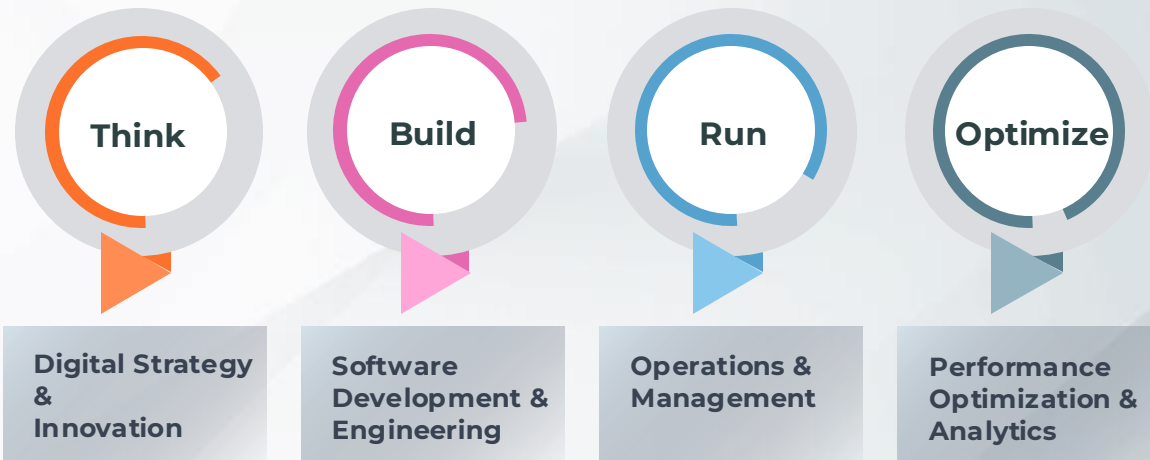 Think
Build
Run
Optimize
Digital Strategy
&
Innovation
Software
Development &
Engineering
Operations &
Management
Performance
Optimization &
Analytics